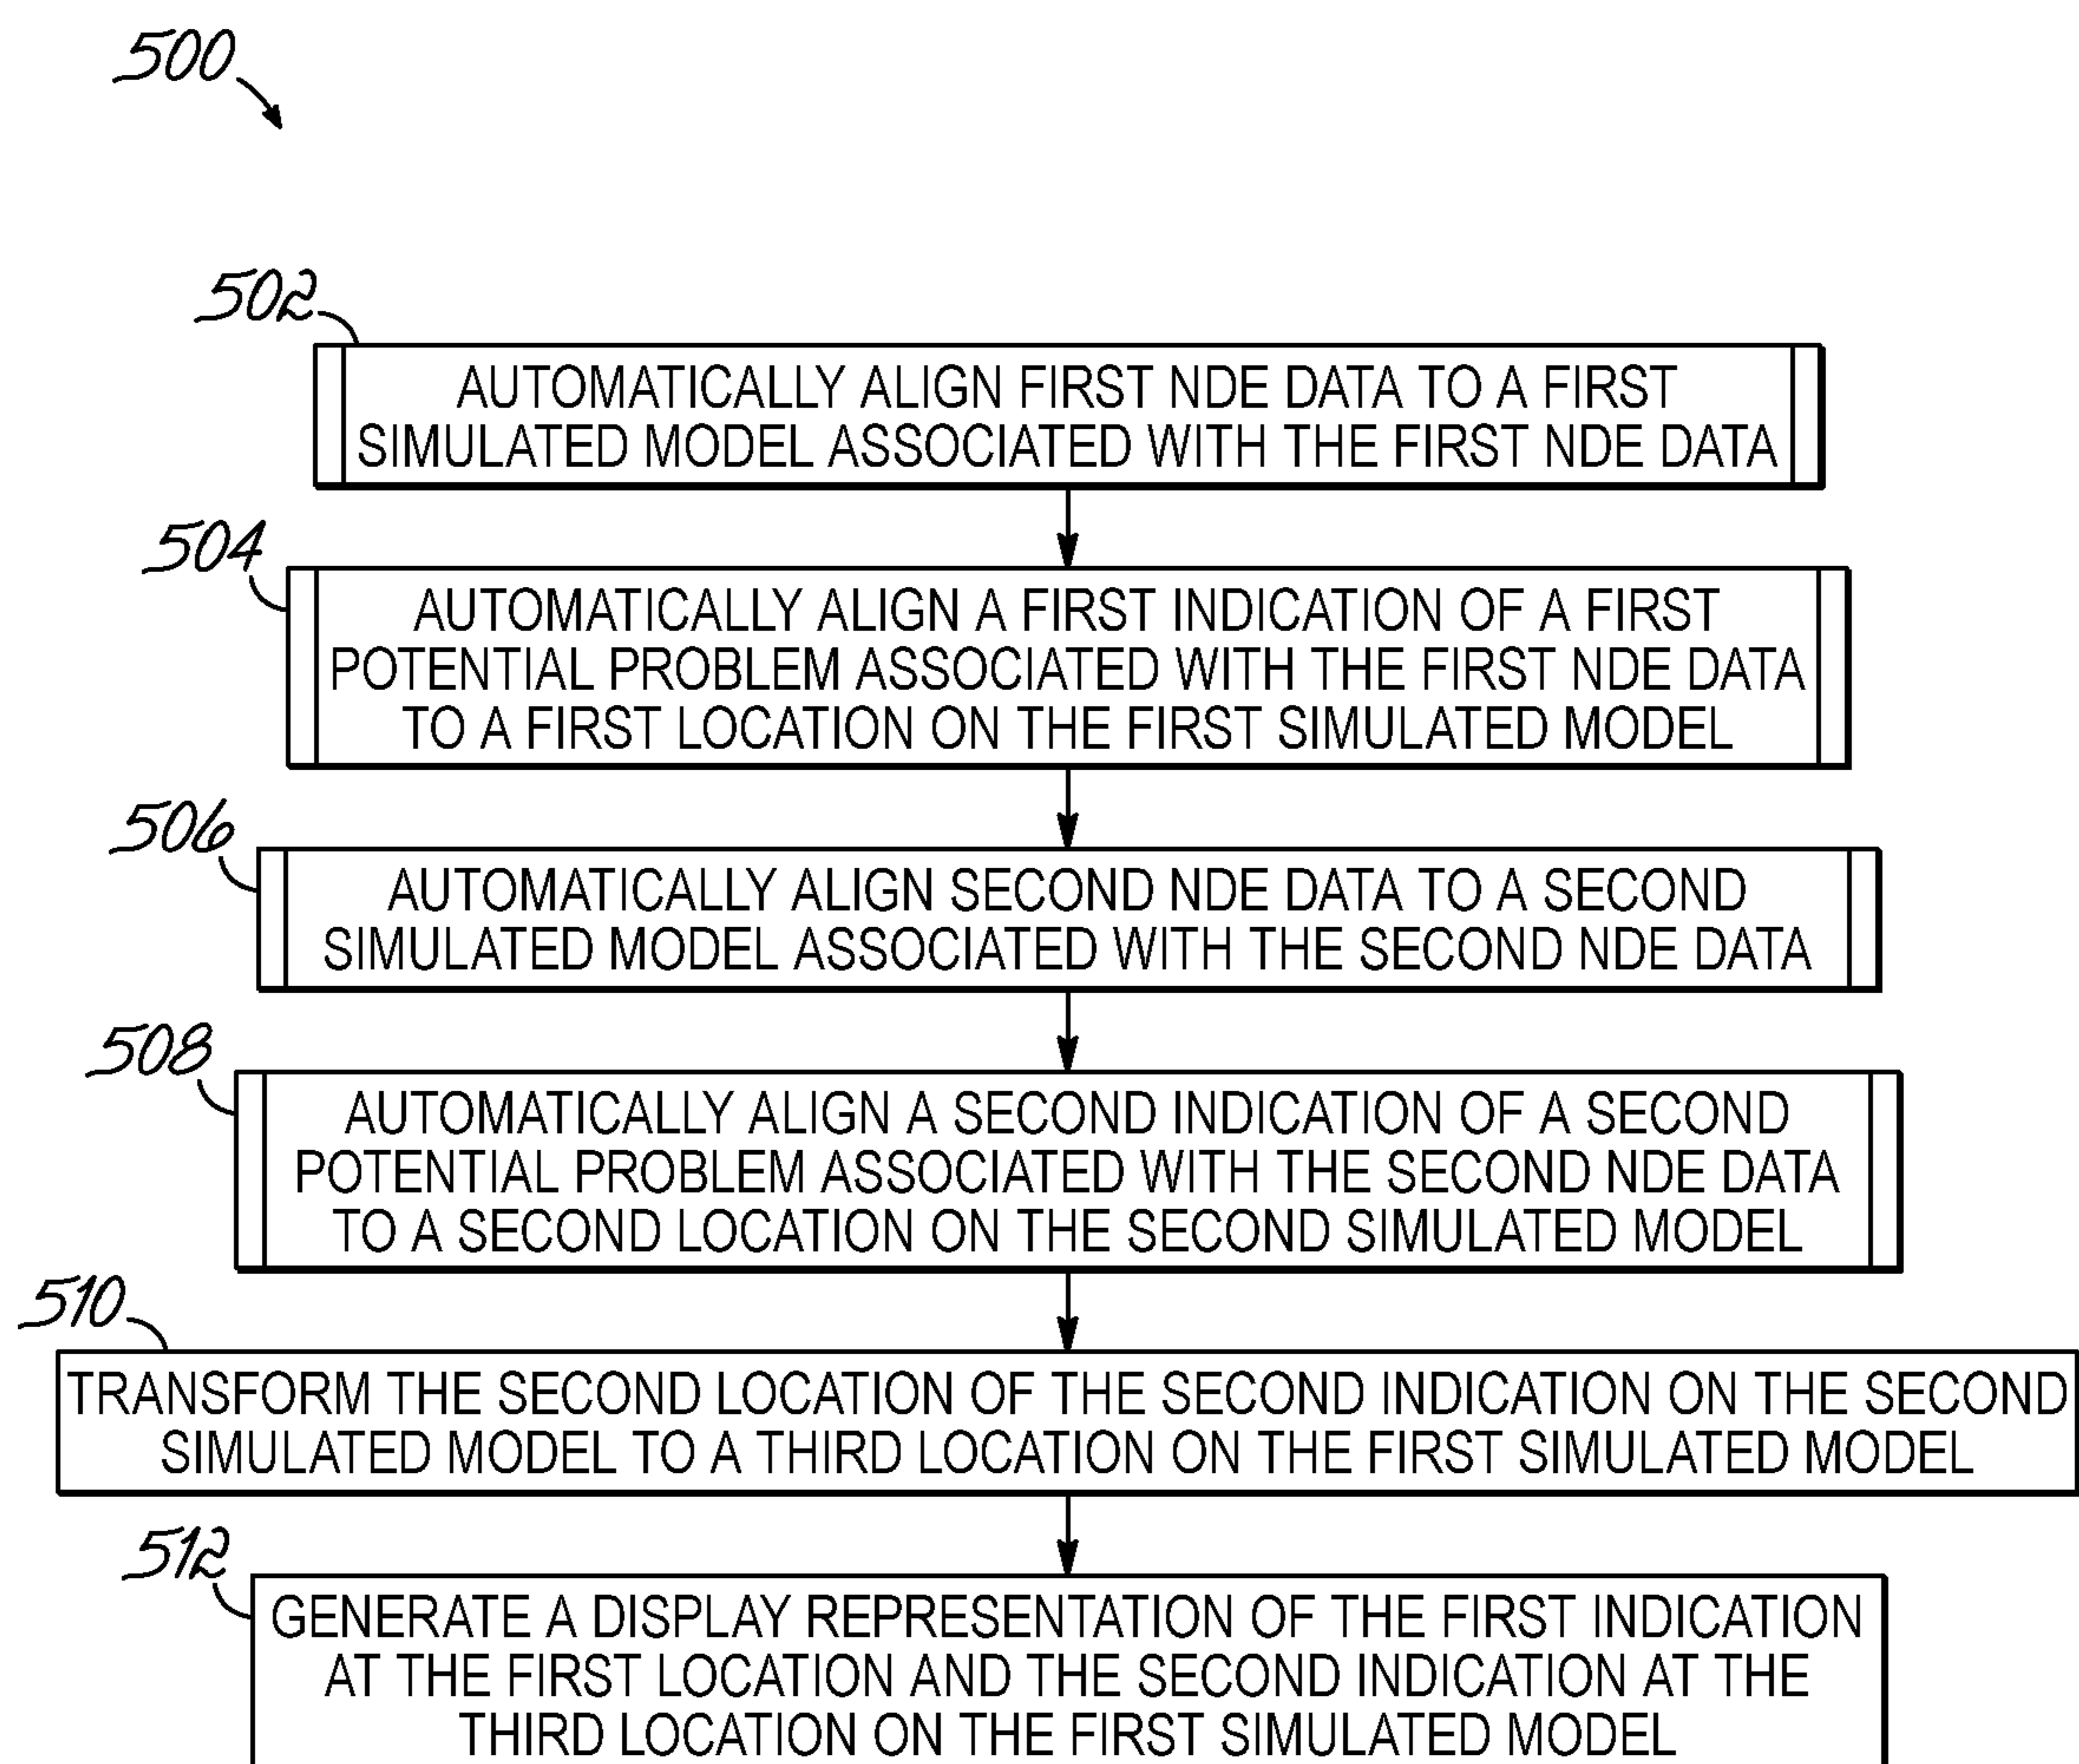 500
502
AUTOMATICALLY ALIGN FIRST NDE DATA TO A FIRST
SIMULATED MODEL ASSOCIATED WITH THE FIRST NDE DATA
504
AUTOMATICALLY ALIGN A FIRST INDICATION OF A FIRST
POTENTIAL PROBLEM ASSOCIATED WITH THE FIRST NDE DATA
TO A FIRST LOCATION ON THE FIRST SIMULATED MODEL
506
AUTOMATICALLY ALIGN SECOND NDE DATA TO A SECOND
SIMULATED MODEL ASSOCIATED WITH THE SECOND NDE DATA
508
AUTOMATICALLY ALIGN A SECOND INDICATION OF A SECOND
POTENTIAL PROBLEM ASSOCIATED WITH THE SECOND NDE DATA
TO A SECOND LOCATION ON THE SECOND SIMULATED MODEL
510
TRANSFORM THE SECOND LOCATION OF THE SECOND INDICATION ON THE SECOND
SIMULATED MODEL TO A THIRD LOCATION ON THE FIRST SIMULATED MODEL
512
GENERATE A DISPLAY REPRESENTATION OF THE FIRST INDICATION
AT THE FIRST LOCATION AND THE SECOND INDICATION AT THE
THIRD LOCATION ON THE FIRST SIMULATED MODEL